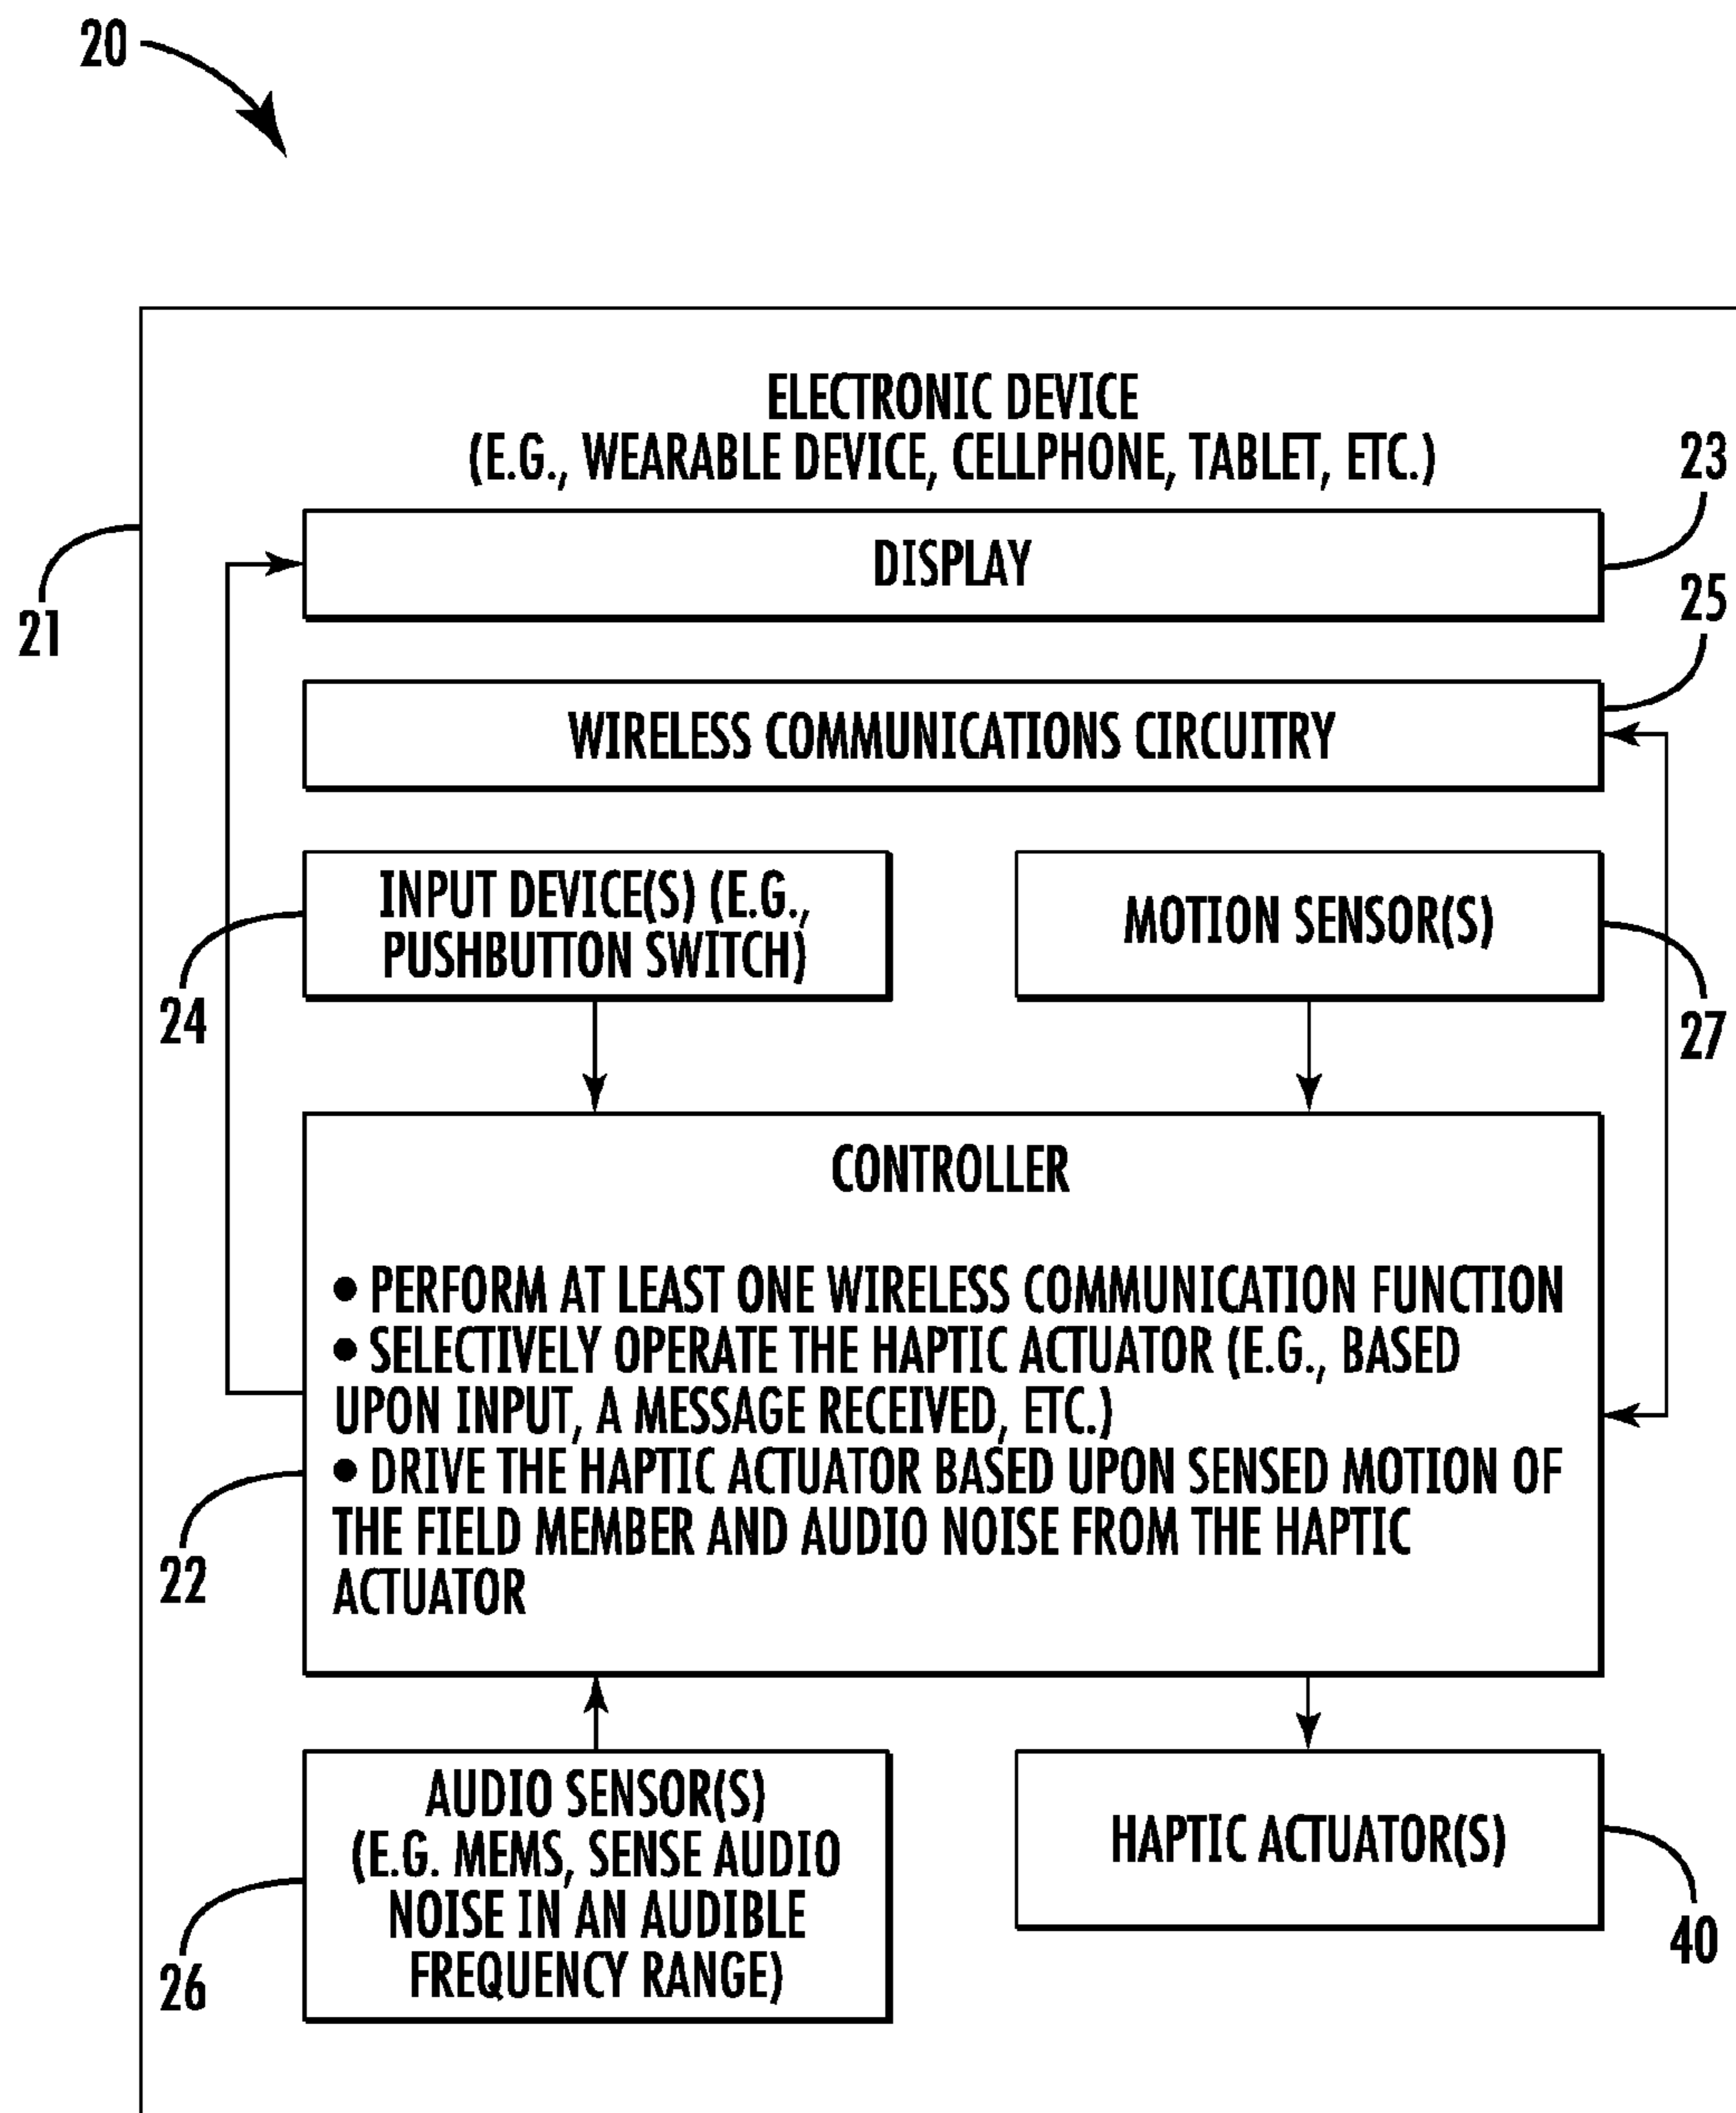 20
ELECTRONIC DEVICE
(E.G., WEARABLE DEVICE, CELLPHONE, TABLET, ETC.)
23
DISPLAY
25
21
WIRELESS COMMUNICATIONS CIRCUITRY
INPUT DEVICE(S) (E.G.,
PUSHBUTTON SWITCH)
MOTION SENSOR(S)
24
27
CONTROLLER
● PERFORM AT LEAST ONE WIRELESS COMMUNICATION FUNCTION
● SELECTIVELY OPERATE THE HAPTIC ACTUATOR (E.G., BASED
UPON INPUT, A MESSAGE RECEIVED, ETC.)
● DRIVE THE HAPTIC ACTUATOR BASED UPON SENSED MOTION OF
THE FIELD MEMBER AND AUDIO NOISE FROM THE HAPTIC
ACTUATOR
22
AUDIO SENSOR(S)
(E.G. MEMS, SENSE AUDIO
NOISE IN AN AUDIBLE
FREQUENCY RANGE)
HAPTIC ACTUATOR(S)
26
40